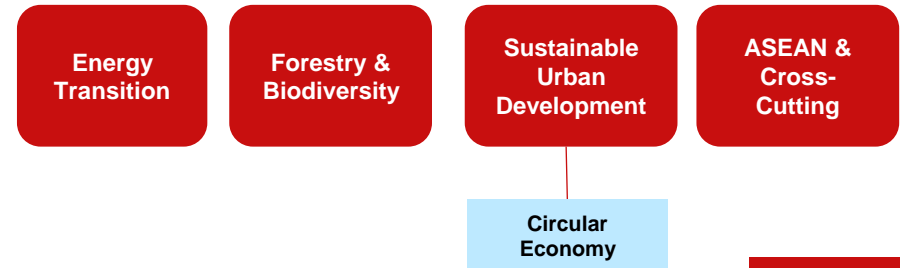 Energy
Transition
Forestry &
Biodiversity
Sustainable
Urban
Development
ASEAN &
Cross-
Cutting
Circular
Economy